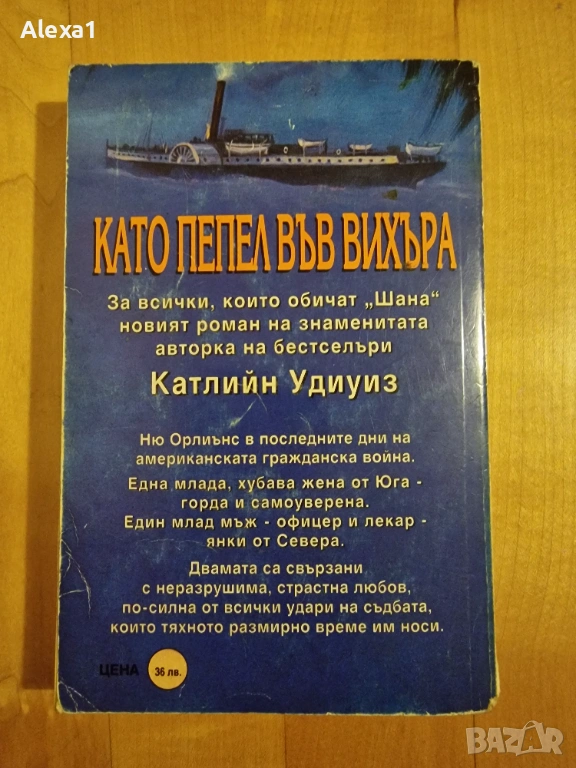 Alexa1
КАТО ПЕПЕЛ ВЪВ ВИХЪРА
За всички, които обичат „Шана“
новият роман на знаменитата
авторка на бестселъри
Катлийн Удиуиз
Ню Орлиънс в последните дни на
американската гражданска война.
Една млада, хубава жена от Юга -
горда и самоуверена.
Един млад мъж - офицер и лекар -
янки от Севера.
Двамата са свързани
с неразрушима, страстна любов,
по-силна от всички удари на съдбата,
които тяхното размирно време им носи.
ЦЕНА 36 лв.
BAZAR